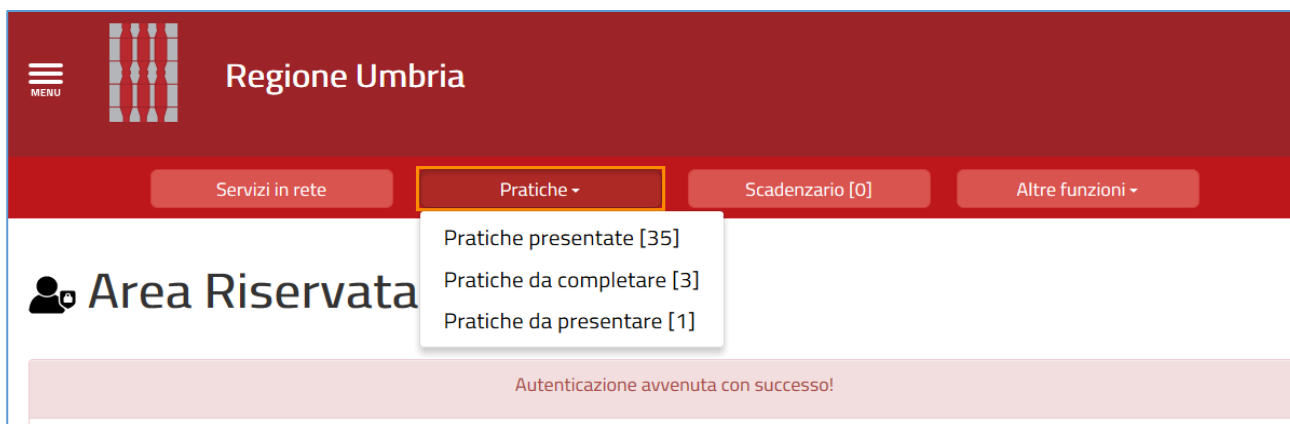 MENU
Regione Umbria
Servizi in rete
Pratiche
Scadenzario [0]
Altre funzioni
Pratiche presentate [35]
Pratiche da completare [3]
Pratiche da presentare [1]
Area Riservata
Autenticazione avvenuta con successo!